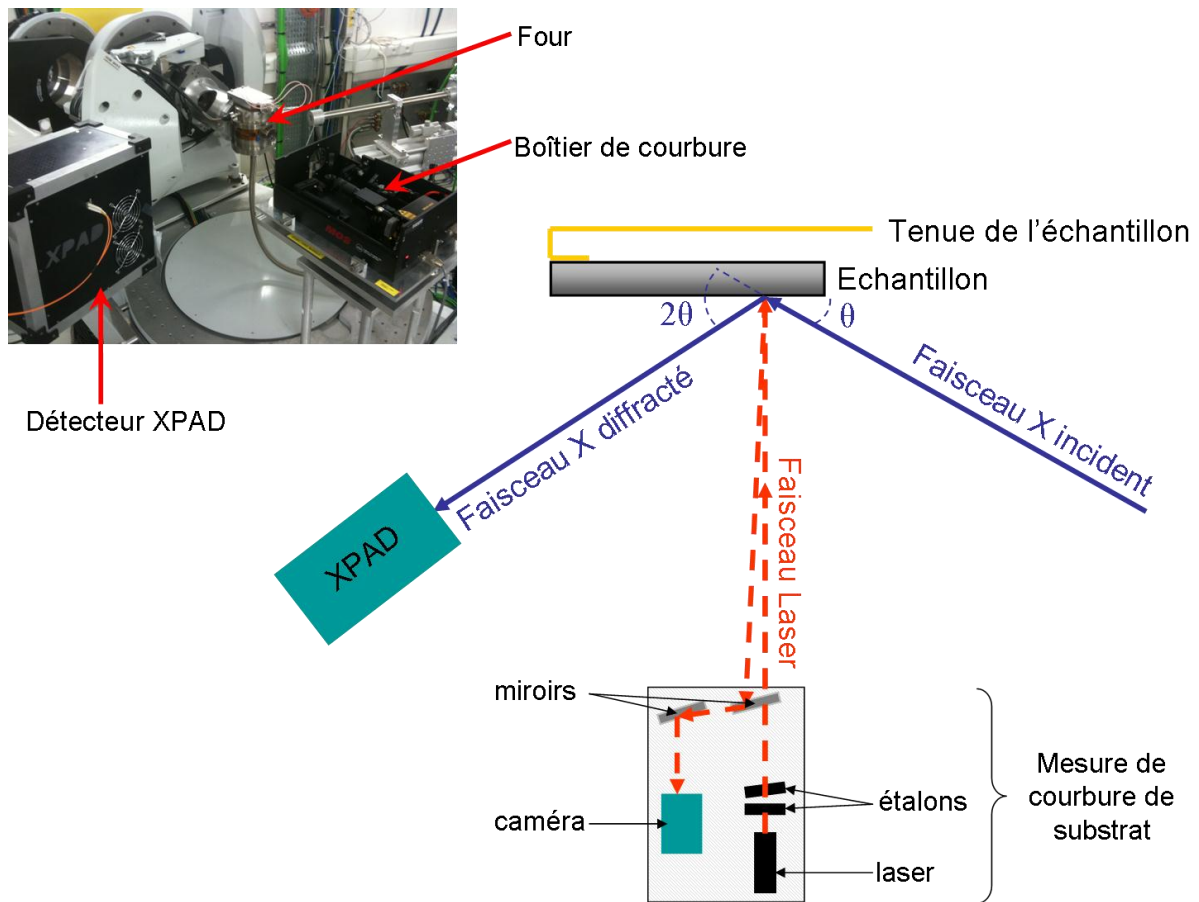 Four
Boîtier de courbure
XPAD
MOS
Détecteur XPAD
Tenue de l'échantillon
Echantillon
2θ
θ
Faisceau X diffracté
Faisceau X incident
Faisceau Laser
XPAD
miroirs
étalons
caméra
laser
Mesure de
courbure de
substrat